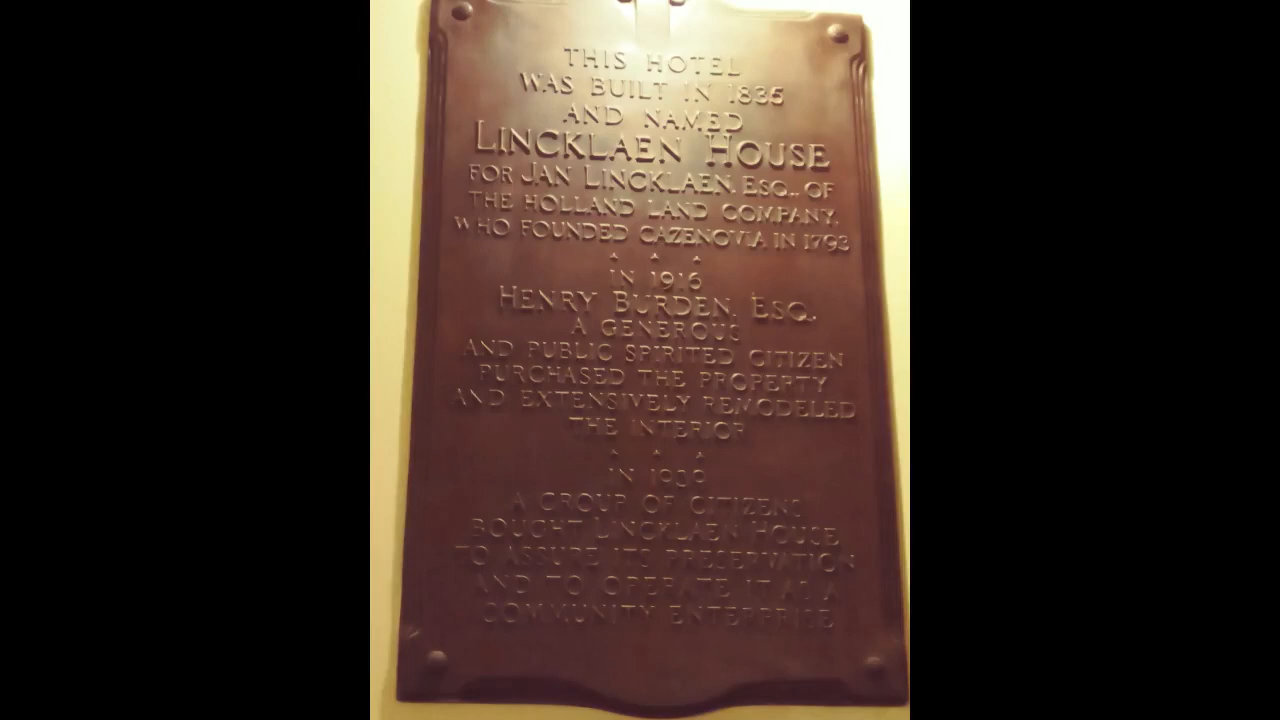 THIS HOTEL
WAS BUILT IN 1835
AND NAMED
LINCKLAEN HOUSE
FOR JAN LINCKLAEN, ESQ., OF
THE HOLLAND LAND COMPANY,
WHO FOUNDED CAZENOVIA IN 1793
IN 1916
HENRY BURDEN, ESQ.
A GENEROUS
AND PUBLIC SPIRITED CITIZEN
PURCHASED THE PROPERTY
AND EXTENSIVELY REMODELED
THE INTERIOR
IN 1939
A GROUP OF CITIZENS
BOUGHT LINCKLAEN HOUSE
TO ASSURE ITS PRESERVATION
AND TO OPERATE IT AS A
COMMUNITY ENTERPRISE